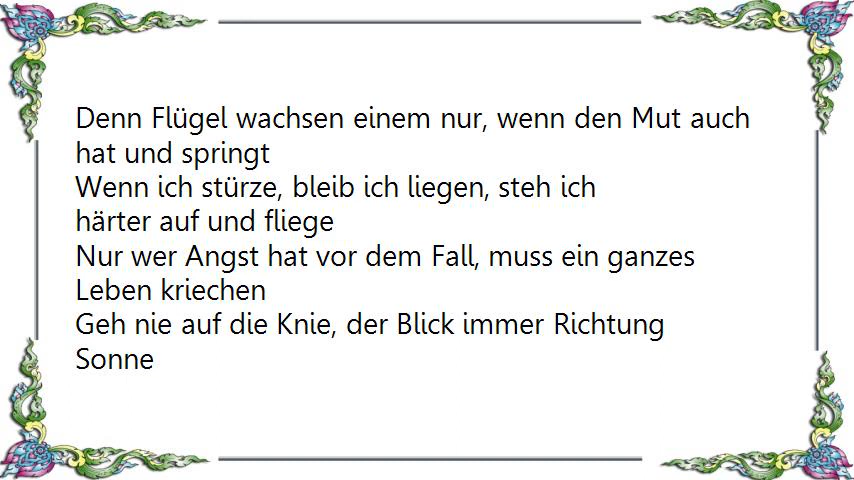 Denn Flügel wachsen einem nur, wenn den Mut auch
hat und springt
Wenn ich stürze, bleib ich liegen, steh ich
härter auf und fliege
Nur wer Angst hat vor dem Fall, muss ein ganzes
Leben kriechen
Geh nie auf die Knie, der Blick immer Richtung
Sonne